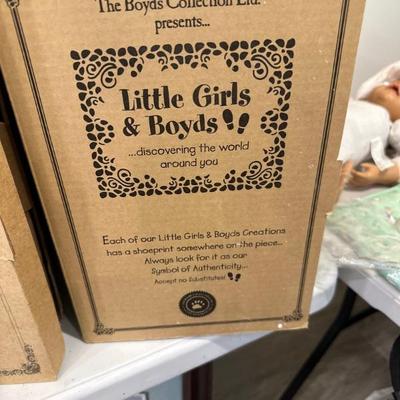 The Boyds Collection Ltd.
presents...
Little Girls
& Boyds
...discovering the world
around you
Each of our Little Girls & Boyds Creations
has a shoeprint somewhere on the piece...
Always look for it as our
Symbol of Authenticity...
Accept no Substitutes!